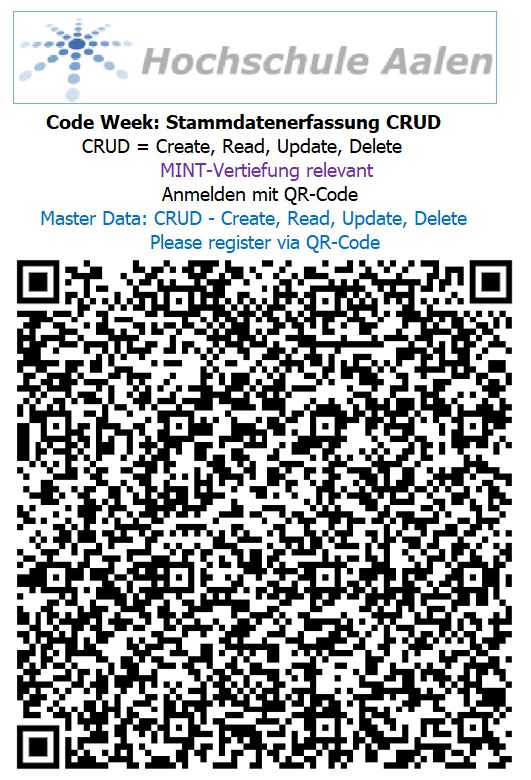 Hochschule Aalen
Code Week: Stammdatenerfassung CRUD
CRUD = Create, Read, Update, Delete
MINT-Vertiefung relevant
Anmelden mit QR-Code
Master Data: CRUD - Create, Read, Update, Delete
Please register via QR-Code